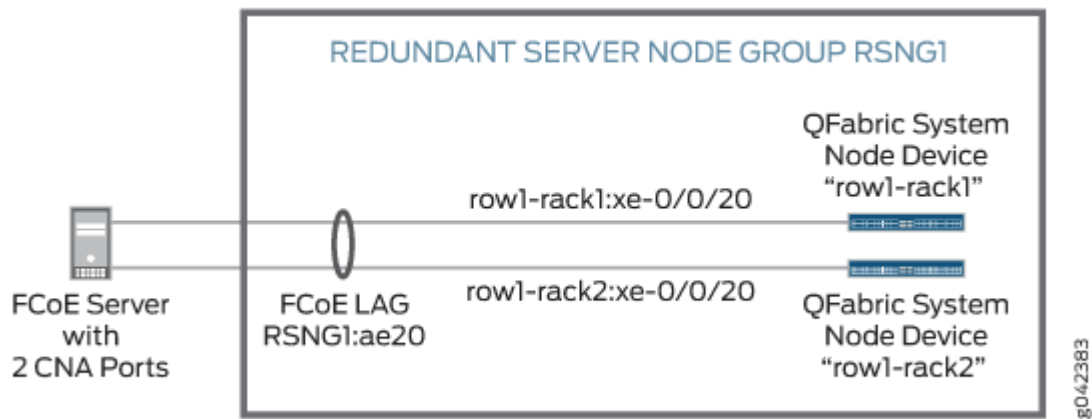 REDUNDANT SERVER NODE GROUP RSNG1
QFabric System
Node Device
“row1-rack1”
row1-rack1:xe-0/0/20
row1-rack2:xe-0/0/20
FCoE Server
with
2 CNA Ports
FCoE LAG
RSNG1:ae20
QFabric System
Node Device
“row1-rack2”
g042383